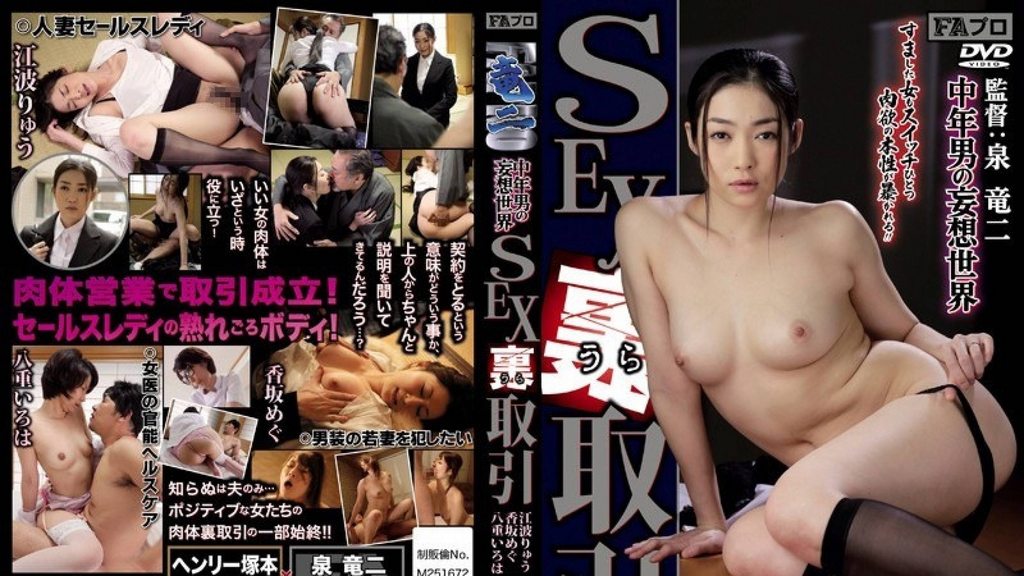 ◎人妻セールスレディ
江波りゅう
いい女の肉体は
いざという時
役に立つ!
契約をとるという
意味がどういう事か、
上の人からちゃんと
説明を聞いて
きてるんだろう…?
肉体営業で取引成立!
セールスレディの熟れごろボディ!
八重いろは
◎女医の官能ヘルスケア
香坂めぐ
◎男装の若妻を犯したい
知らぬは夫のみ…
ポジティブな女たちの
肉体裏取引の一部始終!!
ヘンリー塚本
×
泉 竜二
制販倫No.
M251672
FAプロ
竜二
中年男の
妄想世界
SEX
裏
うら
取引
江波りゅう
香坂めぐ
八重いろは
SEX
裏
うら
取引
FAプロ
DVD
VIDEO
監督:泉 竜二
中年男の妄想世界
すました女もスイッチひとつ
肉欲の本性が暴かれる!!